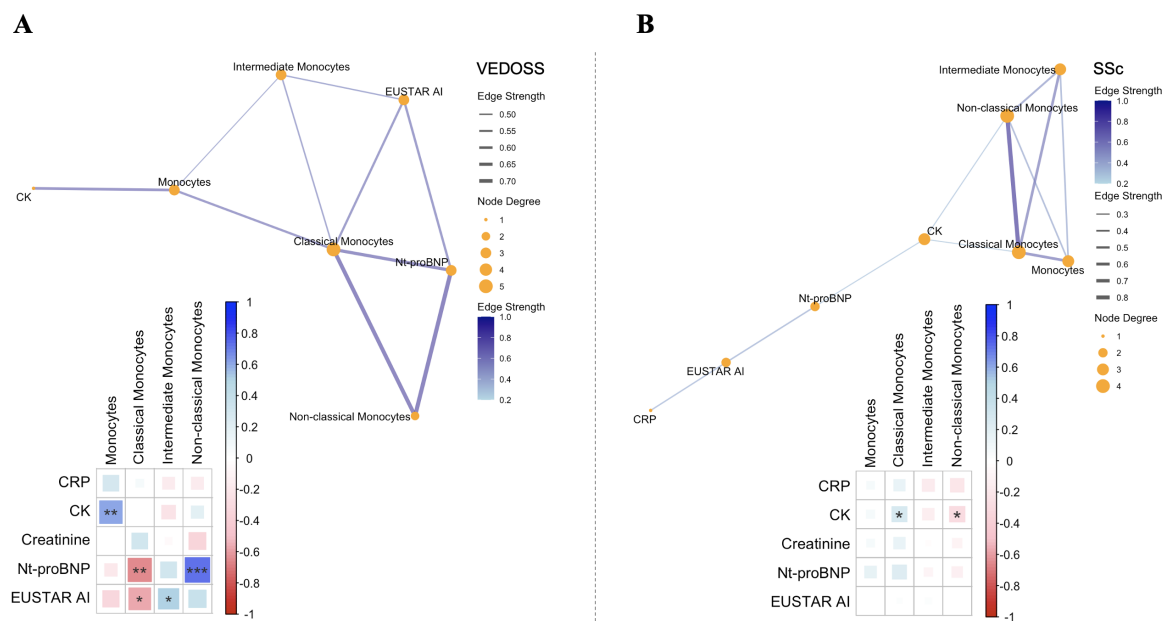 A
VEDOSS
Intermediate Monocytes
EUSTAR AI
Monocytes
CK
Classical Monocytes
Nt-proBNP
Non-classical Monocytes
Edge Strength
0.50
0.55
0.60
0.65
0.70
Node Degree
1
2
3
4
5
Edge Strength
1.0
0.8
0.6
0.4
0.2
Monocytes
Classical Monocytes
Intermediate Monocytes
Non-classical Monocytes
CRP
CK
**
Creatinine
Nt-proBNP
**
***
EUSTAR AI
*
*
1
0.8
0.6
0.4
0.2
0
-0.2
-0.4
-0.6
-0.8
-1
B
SSc
Intermediate Monocytes
Non-classical Monocytes
CK
Classical Monocytes
Monocytes
Nt-proBNP
EUSTAR AI
CRP
Edge Strength
1.0
0.8
0.6
0.4
0.2
Edge Strength
0.3
0.4
0.5
0.6
0.7
0.8
Node Degree
1
2
3
4
Monocytes
Classical Monocytes
Intermediate Monocytes
Non-classical Monocytes
CRP
CK
*
*
Creatinine
Nt-proBNP
EUSTAR AI
1
0.8
0.6
0.4
0.2
0
-0.2
-0.4
-0.6
-0.8
-1